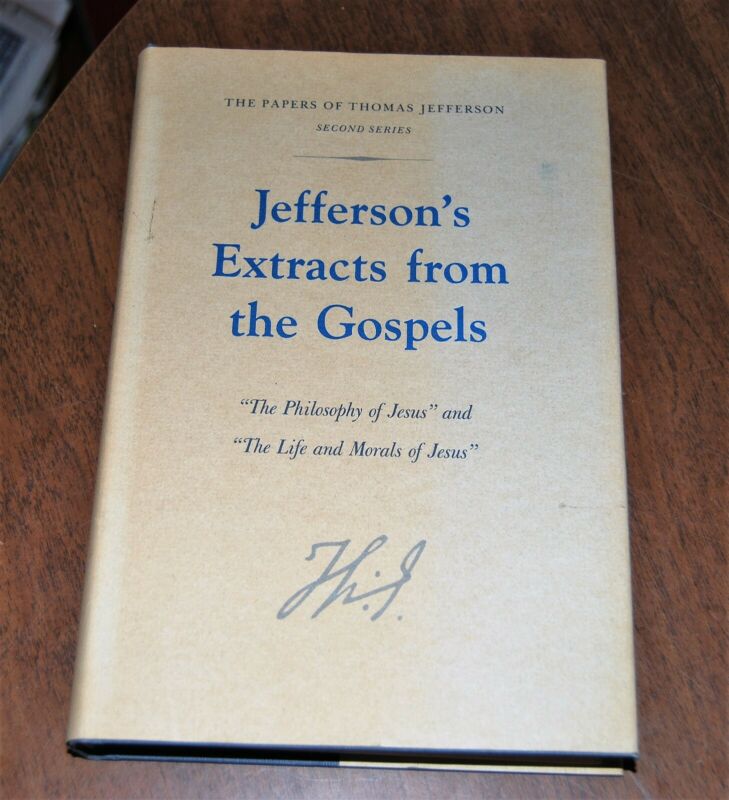 THE PAPERS OF THOMAS JEFFERSON
SECOND SERIES
Jefferson's
Extracts from
the Gospels
“The Philosophy of Jesus” and
“The Life and Morals of Jesus”
Th:J.